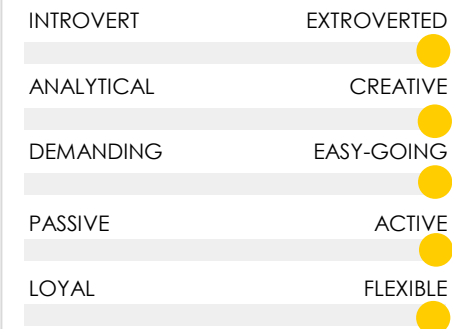 INTROVERT EXTROVERTED
ANALYTICAL CREATIVE
DEMANDING EASY-GOING
PASSIVE ACTIVE
LOYAL FLEXIBLE